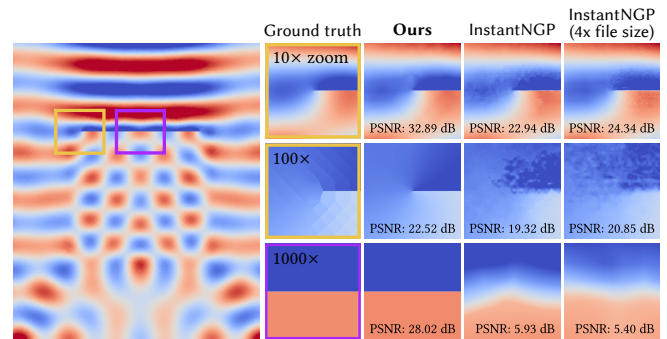 Ground truth
Ours
InstantNGP
InstantNGP
(4x file size)
10× zoom
PSNR: 32.89 dB
PSNR: 22.94 dB
PSNR: 24.34 dB
100×
PSNR: 22.52 dB
PSNR: 19.32 dB
PSNR: 20.85 dB
1000×
PSNR: 28.02 dB
PSNR: 5.93 dB
PSNR: 5.40 dB